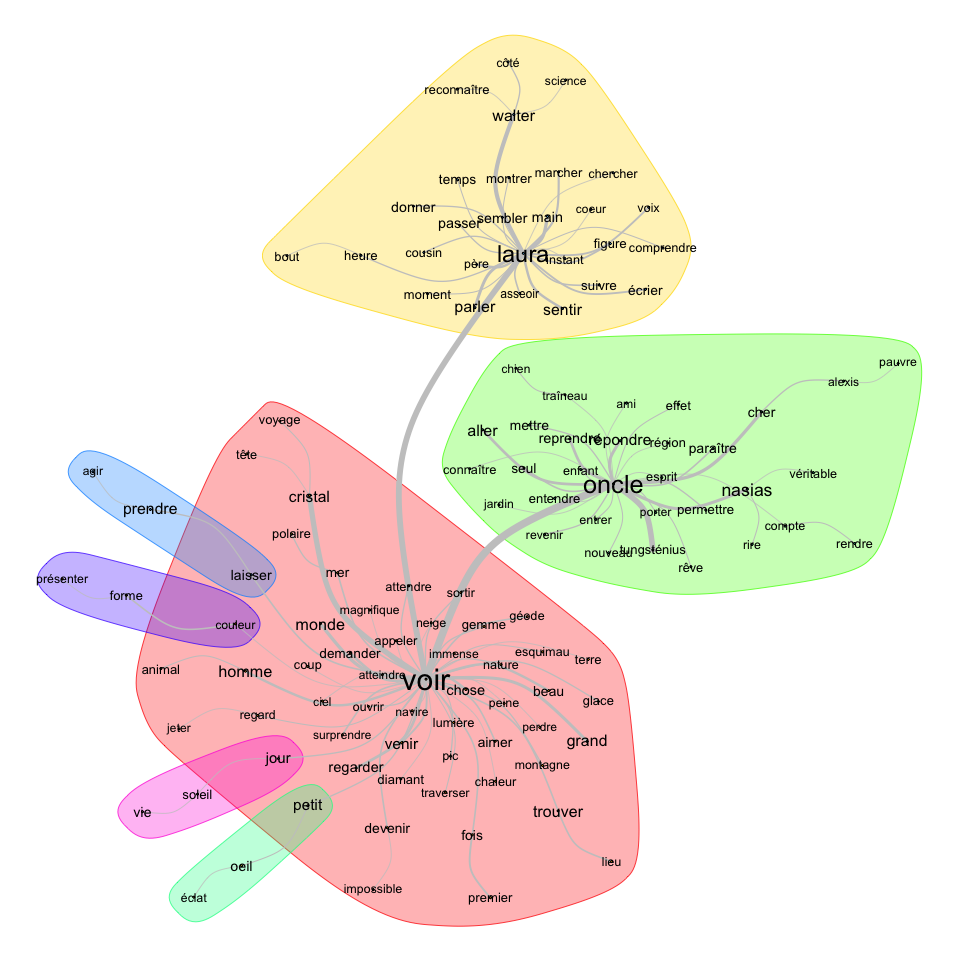 côté
science
reconnaître
walter
temps
montrer
marcher
chercher
donner
passer
sembler
main
coeur
voix
bout
heure
cousin
père
laura
instant
figure
comprendre
moment
parler
asseoir
sentir
suivre
écrier
chien
traîneau
ami
effet
cher
alexis
pauvre
aller
mettre
reprendre
répondre
région
paraître
connaître
seul
enfant
oncle
esprit
nasias
véritable
jardin
entendre
entrer
porter
permettre
compte
revenir
nouveau
tungsténius
rêve
rire
rendre
voyage
tête
cristal
polaire
mer
agir
prendre
laisser
présenter
forme
couleur
attendre
sortir
magnifique
neige
gemme
géode
monde
appeler
demander
immense
esquimau
terre
nature
animal
homme
coup
atteindre
voir
chose
beau
glace
ciel
ouvrir
navire
peine
jeter
regard
surprendre
lumière
perdre
venir
aimer
grand
jour
regarder
pic
montagne
diamant
chaleur
traverser
soleil
vie
petit
devenir
fois
trouver
oeil
lieu
éclat
impossible
premier